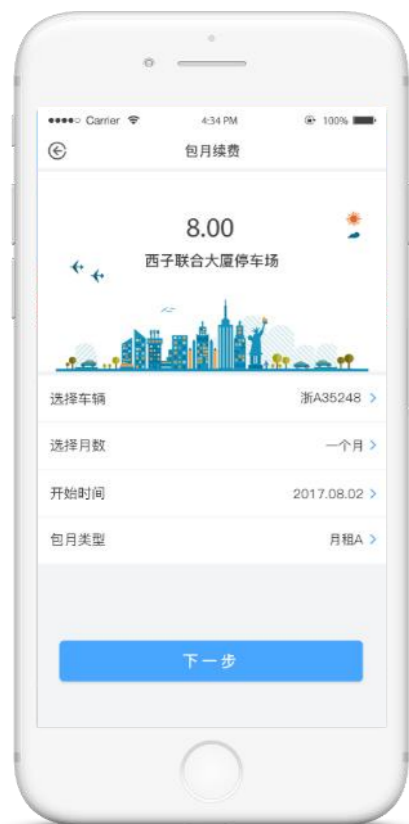 Carrier 4:34 PM 100%
包月续费
8.00
西子联合大厦停车场
选择车辆 浙A35248
选择月数 一个月
开始时间 2017.08.02
包月类型 月租A
下一步